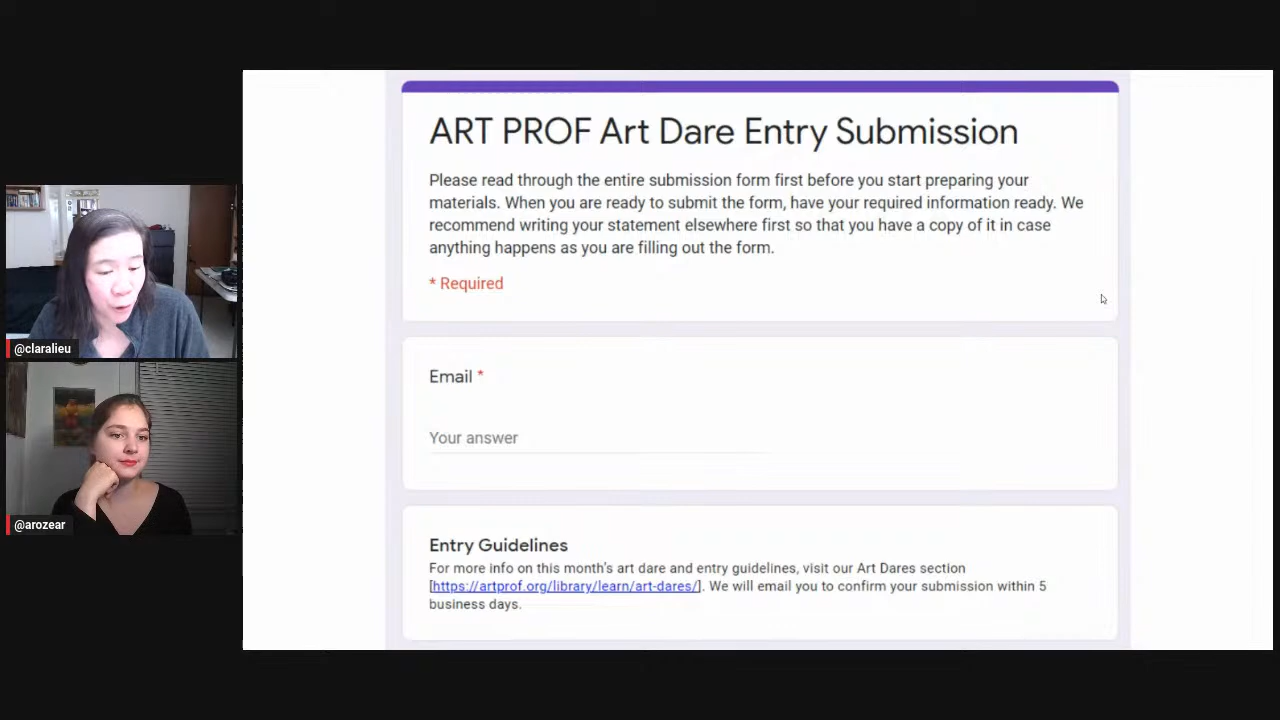 ART PROF Art Dare Entry Submission
Please read through the entire submission form first before you start preparing your
materials. When you are ready to submit the form, have your required information ready. We
recommend writing your statement elsewhere first so that you have a copy of it in case
anything happens as you are filling out the form.
* Required
Email *
Your answer
Entry Guidelines
For more info on this month's art dare and entry guidelines, visit our Art Dares section
[https://artprof.org/library/learn/art-dares/]. We will email you to confirm your submission within 5
business days.
@claralieu
@arozear